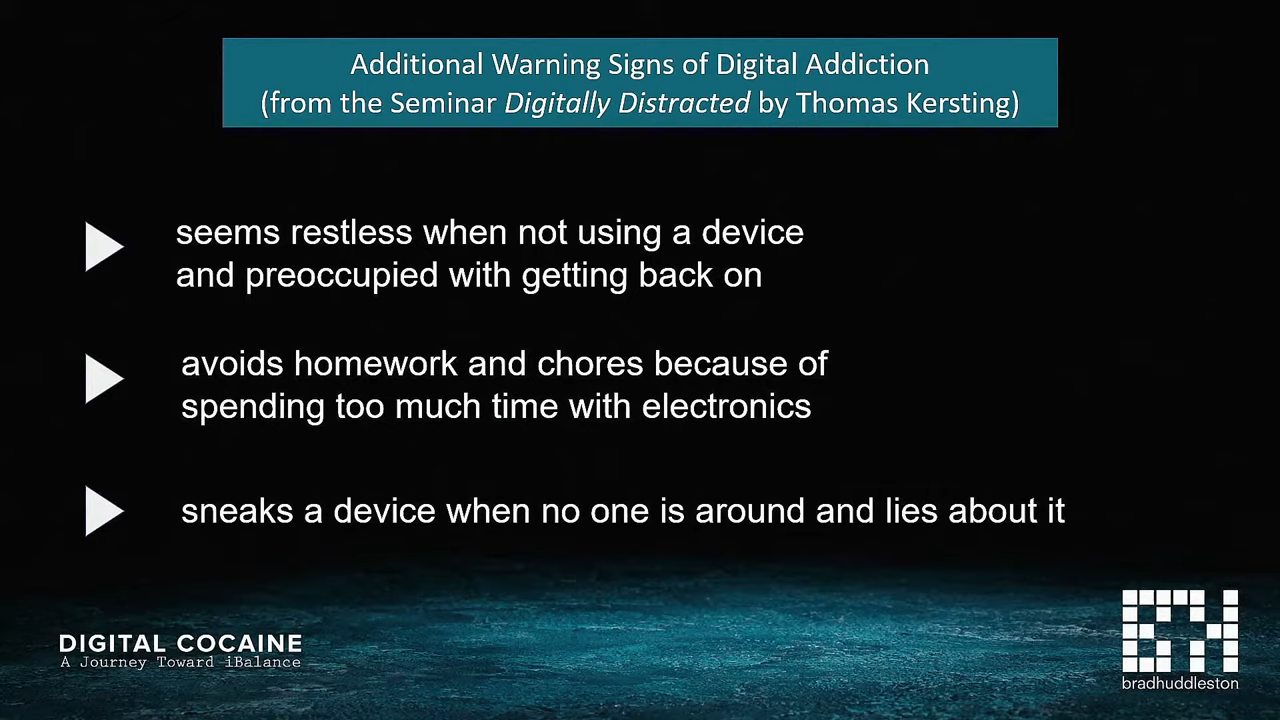 Additional Warning Signs of Digital Addiction
(from the Seminar Digitally Distracted by Thomas Kersting)
seems restless when not using a device
and preoccupied with getting back on
avoids homework and chores because of
spending too much time with electronics
sneaks a device when no one is around and lies about it
DIGITAL COCAINE
A Journey Toward iBalance
bradhuddleston